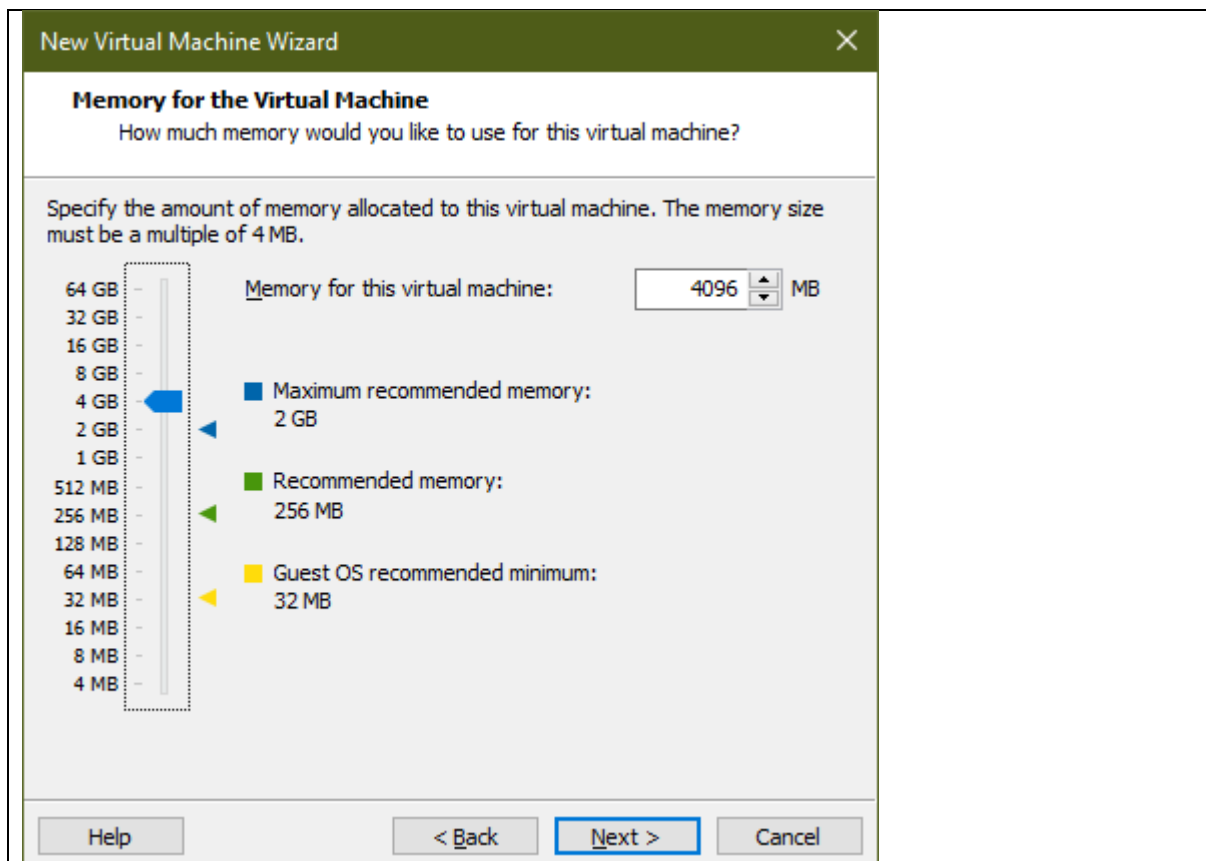 New Virtual Machine Wizard
Memory for the Virtual Machine
How much memory would you like to use for this virtual machine?
Specify the amount of memory allocated to this virtual machine. The memory size
must be a multiple of 4 MB.
Memory for this virtual machine: 4096 MB
64 GB
32 GB
16 GB
8 GB
4 GB
2 GB
1 GB
512 MB
256 MB
128 MB
64 MB
32 MB
16 MB
8 MB
4 MB
Maximum recommended memory:
2 GB
Recommended memory:
256 MB
Guest OS recommended minimum:
32 MB
Help < Back Next > Cancel